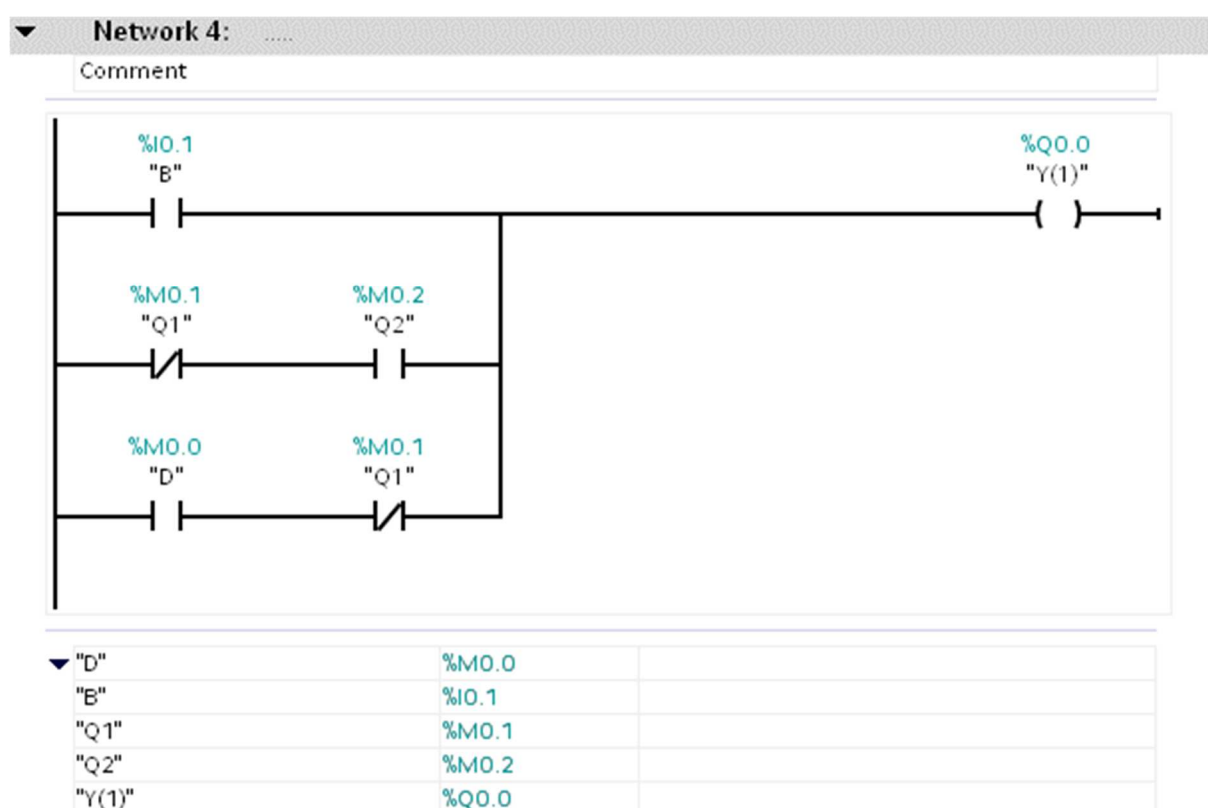 Network 4: .....
Comment
%I0.1 %Q0.0
"B" "Y(1)"
%M0.1 %M0.2
"Q1" "Q2"
%M0.0 %M0.1
"D" "Q1"
"D" %M0.0
"B" %I0.1
"Q1" %M0.1
"Q2" %M0.2
"Y(1)" %Q0.0